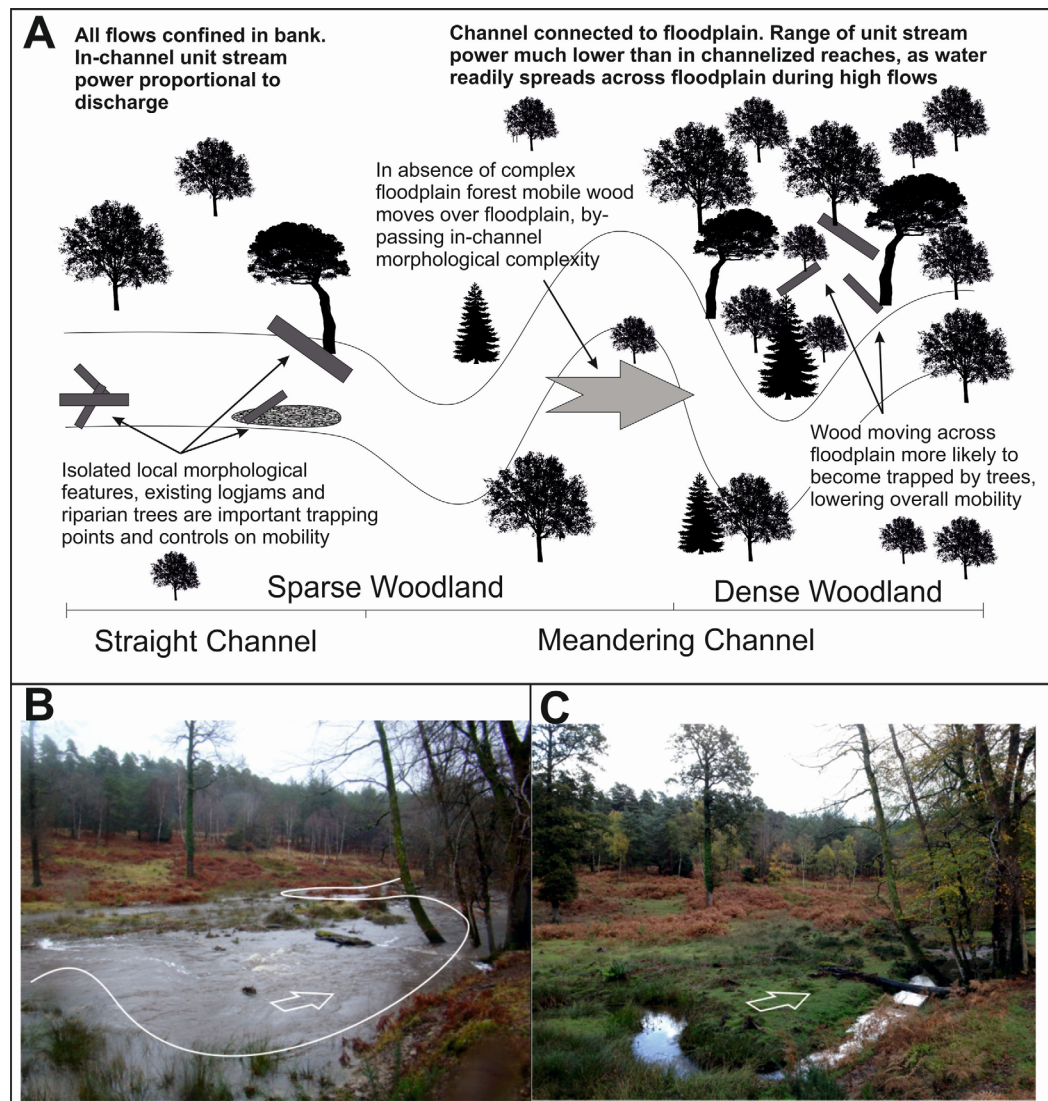 A
All flows confined in bank.
In-channel unit stream
power proportional to
discharge
Channel connected to floodplain. Range of unit stream
power much lower than in channelized reaches, as water
readily spreads across floodplain during high flows
In absence of complex
floodplain forest mobile wood
moves over floodplain, by-
passing in-channel
morphological complexity
Isolated local morphological
features, existing logjams and
riparian trees are important trapping
points and controls on mobility
Wood moving across
floodplain more likely to
become trapped by trees,
lowering overall mobility
Sparse Woodland
Dense Woodland
Straight Channel
Meandering Channel
B
C